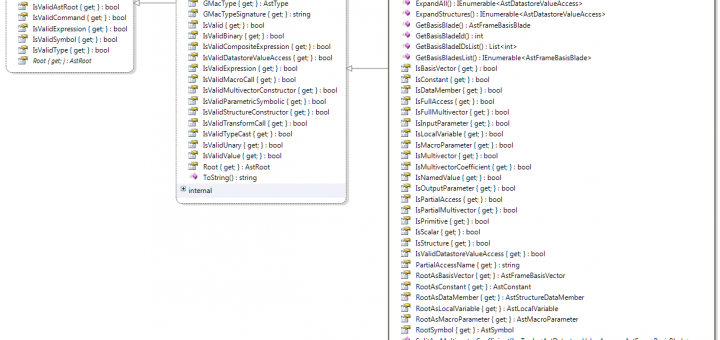 IsValidAstRoot { get; } : bool
IsValidCommand { get; } : bool
IsValidExpression { get; } : bool
IsValidSymbol { get; } : bool
IsValidType { get; } : bool
Root { get; } : AstRoot
GMacType { get; } : AstType
GMacTypeSignature { get; } : string
IsValid { get; } : bool
IsValidBinary { get; } : bool
IsValidCompositeExpression { get; } : bool
IsValidDatastoreValueAccess { get; } : bool
IsValidExpression { get; } : bool
IsValidMacroCall { get; } : bool
IsValidMultivectorConstructor { get; } : bool
IsValidParametricSymbolic { get; } : bool
IsValidStructureConstructor { get; } : bool
IsValidTransformCall { get; } : bool
IsValidTypeCast { get; } : bool
IsValidUnary { get; } : bool
IsValidValue { get; } : bool
Root { get; } : AstRoot
ToString() : string
internal
ExpandAll() : IEnumerable<AstDatastoreValueAccess>
ExpandStructures() : IEnumerable<AstDatastoreValueAccess>
GetBasisBlade() : AstFrameBasisBlade
GetBasisBladeId() : int
GetBasisBladeIDsList() : List<int>
GetBasisBladesList() : IEnumerable<AstFrameBasisBlade>
IsBasisVector { get; } : bool
IsConstant { get; } : bool
IsDataMember { get; } : bool
IsFullAccess { get; } : bool
IsFullMultivector { get; } : bool
IsInputParameter { get; } : bool
IsLocalVariable { get; } : bool
IsMacroParameter { get; } : bool
IsMultivector { get; } : bool
IsMultivectorCoefficient { get; } : bool
IsNamedValue { get; } : bool
IsOutputParameter { get; } : bool
IsPartialAccess { get; } : bool
IsPartialMultivector { get; } : bool
IsPrimitive { get; } : bool
IsScalar { get; } : bool
IsStructure { get; } : bool
IsValidDatastoreValueAccess { get; } : bool
PartialAccessName { get; } : string
RootAsBasisVector { get; } : AstFrameBasisVector
RootAsConstant { get; } : AstConstant
RootAsDataMember { get; } : AstStructureDataMember
RootAsLocalVariable { get; } : AstLocalVariable
RootAsMacroParameter { get; } : AstMacroParameter
RootSymbol { get; } : AstSymbol